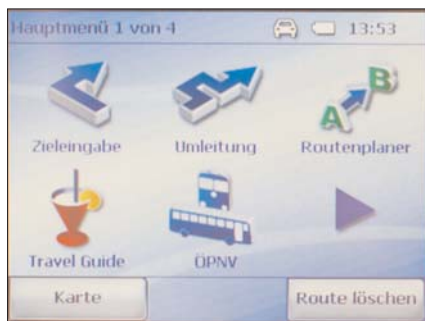 Hauptmenü 1 von 4 13:53
Zieleingabe Umleitung Routenplaner
Travel Guide ÖPNV
Karte Route löschen